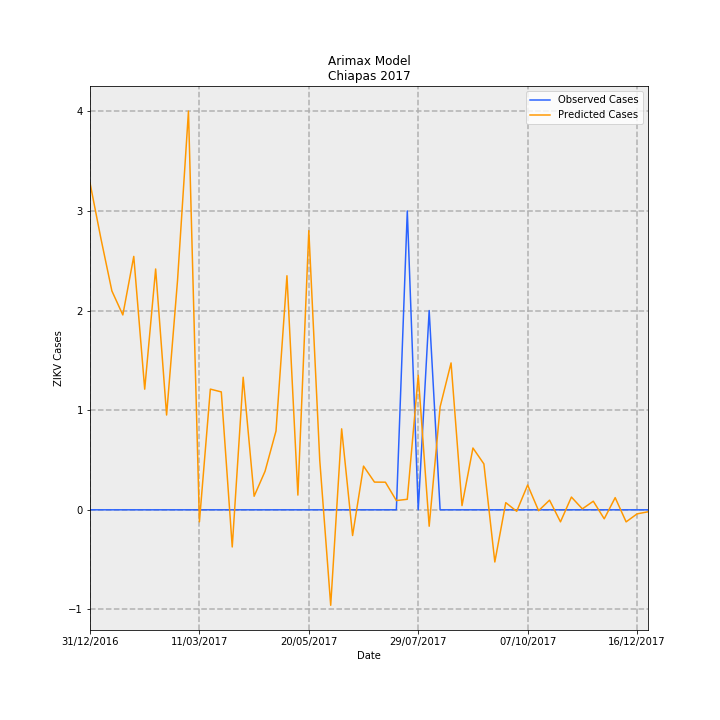 Arimax Model
Chiapas 2017
Observed Cases
Predicted Cases
ZIKV Cases
4
3
2
1
0
−1
31/12/2016 11/03/2017 20/05/2017 29/07/2017 07/10/2017 16/12/2017
Date